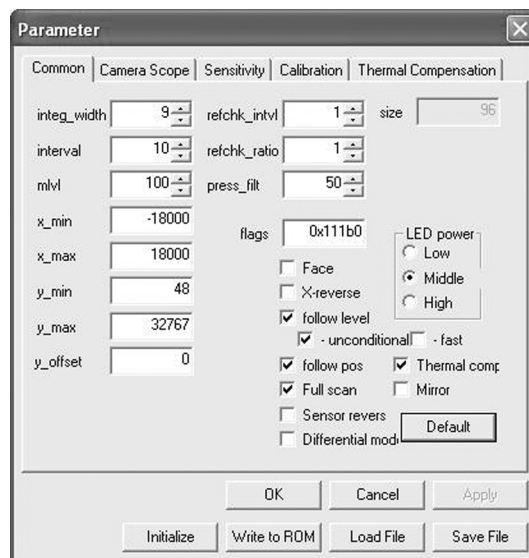 Parameter
Common Camera Scope Sensitivity Calibration Thermal Compensation
integ_width 9 refchk_intvl 1 size 96
interval 10 refchk_ratio 1
mlvl 100 press_filt 50
x_min -18000
flags 0x111b0 LED power
x_max 18000
Face Low
y_min 48
X-reverse Middle
y_max 32767
follow level High
y_offset 0
- unconditional - fast
follow pos Thermal comp
Full scan Mirror
Sensor revers
Differential mod Default
OK Cancel Apply
Initialize Write to ROM Load File Save File